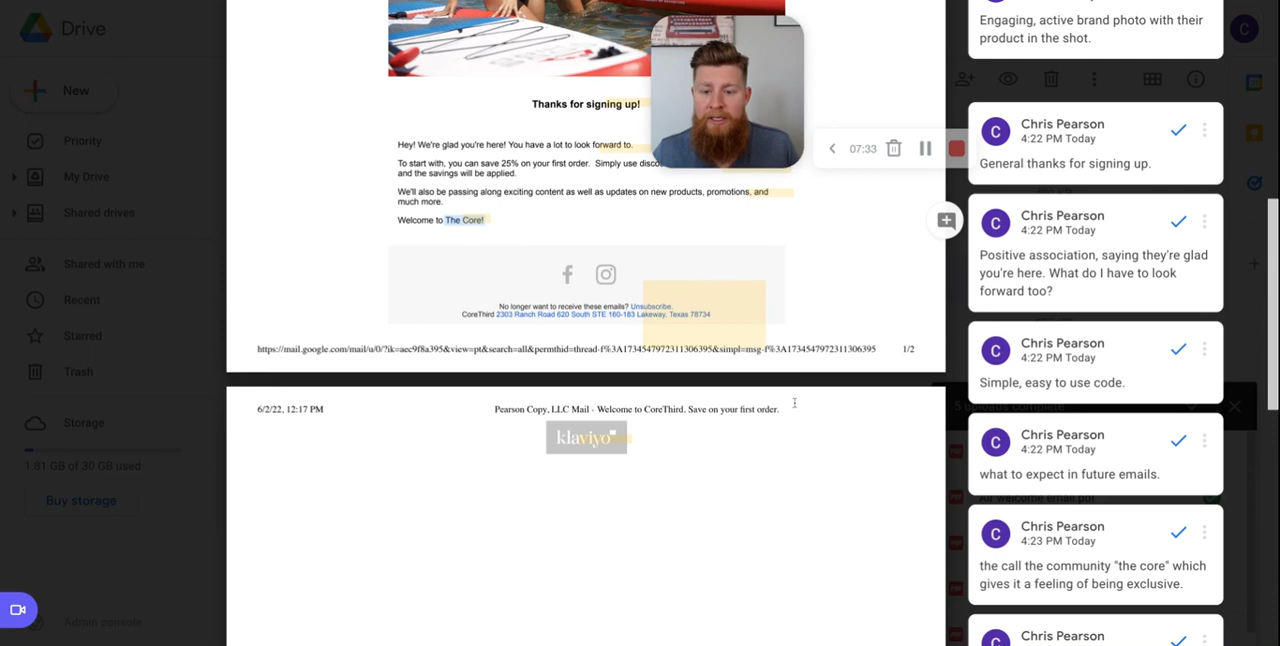 Drive
New
Priority
My Drive
Shared drives
Shared with me
Recent
Starred
Trash
Storage
1.81 GB of 30 GB used
Buy storage
Admin console
Thanks for signing up!
Hey! We're glad you're here! You have a lot to look forward to.
To start with, you can save 25% on your first order. Simply use
and the savings will be applied.
We'll also be passing along exciting content as well as updates on new products, promotions, and
much more.
Welcome to The Core!
No longer want to receive these emails? Unsubscribe.
CoreThird 2303 Ranch Road 620 South STE 160-183 Lakeway, Texas 78734
https://mail.google.com/mail/u/0/?ik=aec9f8a395&view=pt&search=all&permthid=thread-f%3A1734547972311306395&simpl=msg-f%3A1734547972311306395 1/2
6/2/22, 12:17 PM Pearson Copy, LLC Mail - Welcome to CoreThird. Save on your first order.
klaviyo
07:33
C
Engaging, active brand photo with their
product in the shot.
C
Chris Pearson
4:22 PM Today
General thanks for signing up.
C
Chris Pearson
4:22 PM Today
Positive association, saying they're glad
you're here. What do I have to look
forward too?
C
Chris Pearson
4:22 PM Today
Simple, easy to use code.
5 uploads complete
C
Chris Pearson
4:22 PM Today
what to expect in future emails.
C
Chris Pearson
4:23 PM Today
the call the community "the core" which
gives it a feeling of being exclusive.
C
Chris Pearson